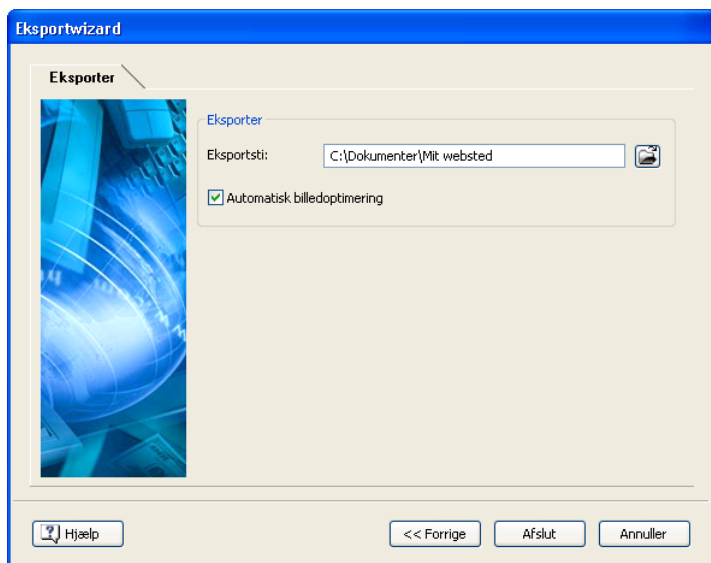 Eksportwizard
Eksporter
Eksporter
Eksportsti: C:\Dokumenter\Mit websted
Automatisk billedoptimering
Hjælp << Forrige Afslut Annuller